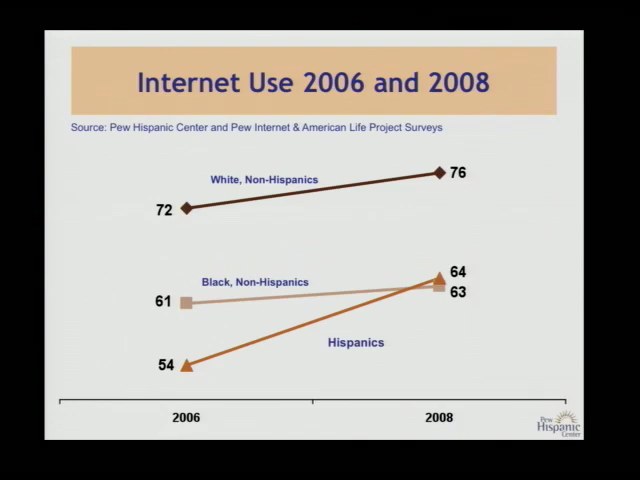 Internet Use 2006 and 2008
Source: Pew Hispanic Center and Pew Internet & American Life Project Surveys
White, Non-Hispanics
76
72
Black, Non-Hispanics
64
61
63
Hispanics
54
2006
2008
Pew
Hispanic
Center